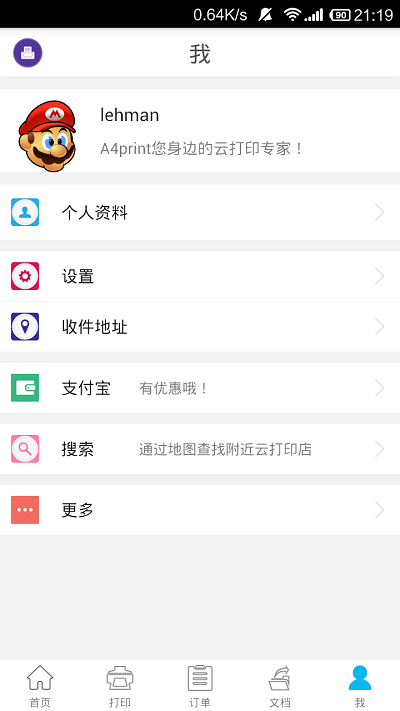 0.64K/s 90 21:19
我
lehman
A4print您身边的云打印专家！
个人资料
设置
收件地址
支付宝 有优惠哦！
搜索 通过地图查找附近云打印店
更多
首页 打印 订单 文档 我